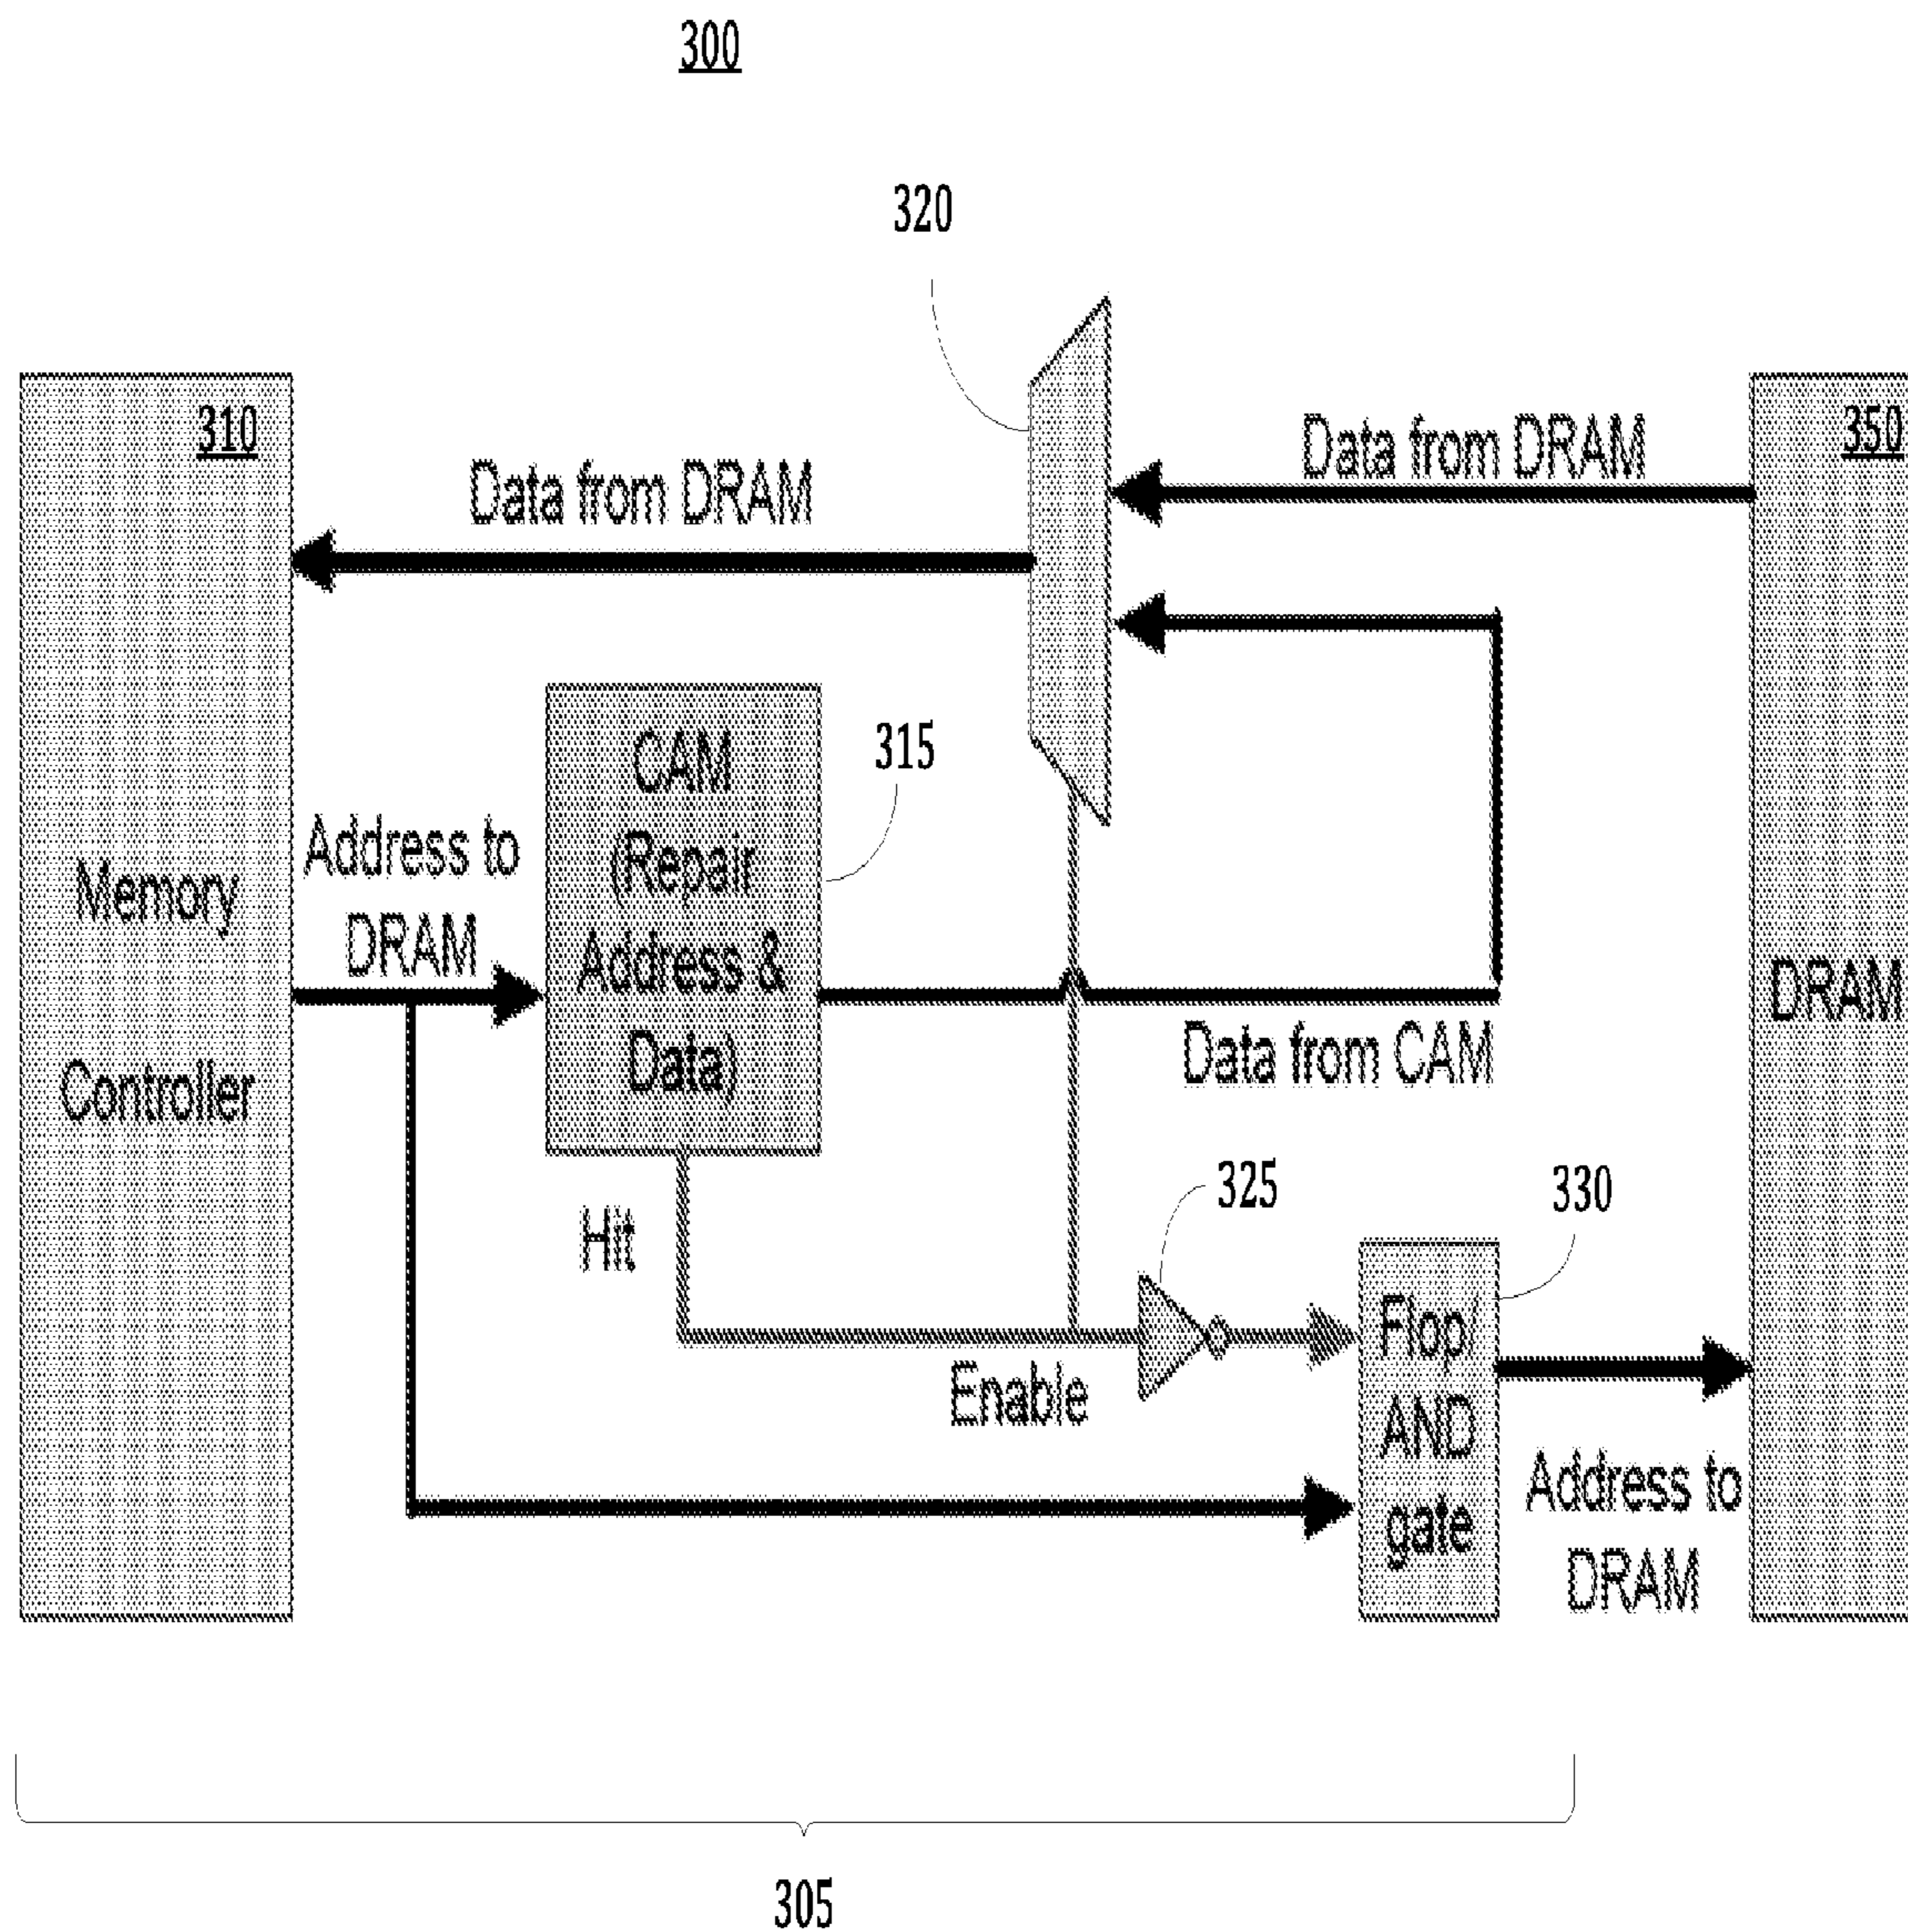 300
320
310
350
Data from DRAM
Data from DRAM
CAM
(Repair
Address &
Data)
315
Address to
DRAM
Memory
Controller
DRAM
Data from CAM
Hit
325
330
Enable
Flop/
AND
gate
Address to
DRAM
305